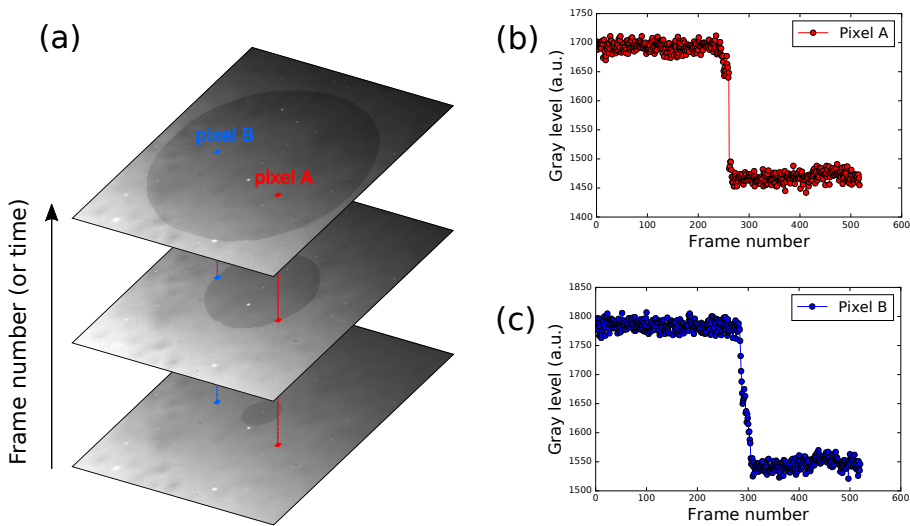 (a)
pixel B
pixel A
Frame number (or time)
(b)
1750
1700
1650
1600
1550
1500
1450
1400
Gray level (a.u.)
Pixel A
0
100
200
300
400
500
600
Frame number
(c)
1850
1800
1750
1700
1650
1600
1550
1500
Gray level (a.u.)
Pixel B
0
100
200
300
400
500
600
Frame number